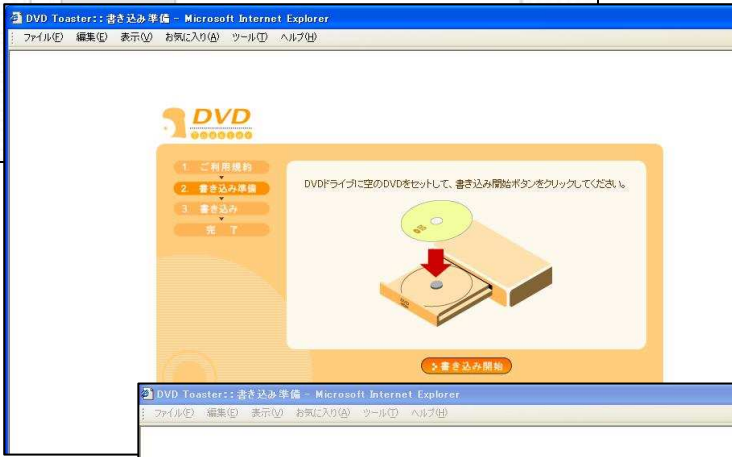 DVD Toaster::書き込み準備 - Microsoft Internet Explorer
ファイル(F) 編集(E) 表示(V) お気に入り(A) ツール(T) ヘルプ(H)
DVD
Toaster
1. ご利用規約
2. 書き込み準備
3. 書き込み
完 了
DVDドライブに空のDVDをセットして、書き込み開始ボタンをクリックしてください。
書き込み開始
DVD Toaster::書き込み準備 - Microsoft Internet Explorer
ファイル(F) 編集(E) 表示(V) お気に入り(A) ツール(T) ヘルプ(H)